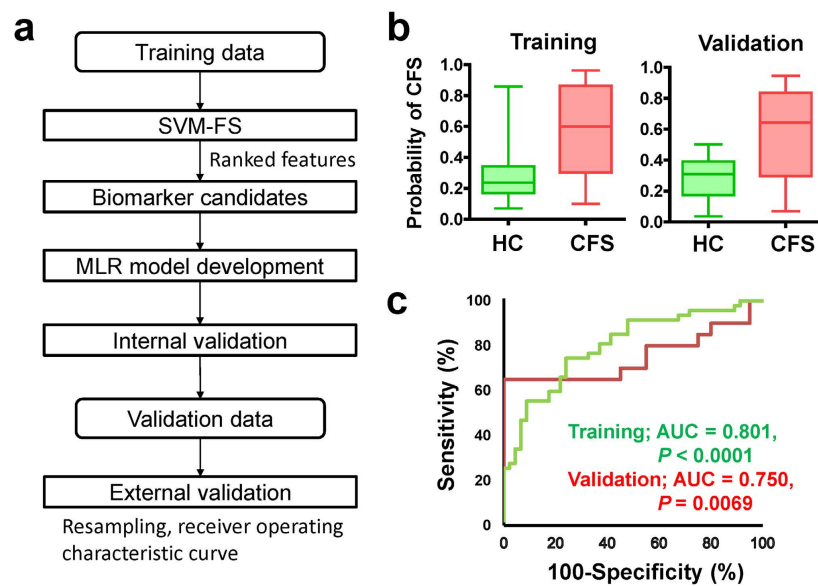 a
Training data
SVM-FS
Ranked features
Biomarker candidates
MLR model development
Internal validation
Validation data
External validation
Resampling, receiver operating
characteristic curve
b
Training
Validation
Probability of CFS
1.0
0.8
0.6
0.4
0.2
0.0
HC
CFS
1.0
0.8
0.6
0.4
0.2
0.0
HC
CFS
c
Sensitivity (%)
100
80
60
40
20
0
Training; AUC = 0.801,
P < 0.0001
Validation; AUC = 0.750,
P = 0.0069
0
20
40
60
80
100
100-Specificity (%)